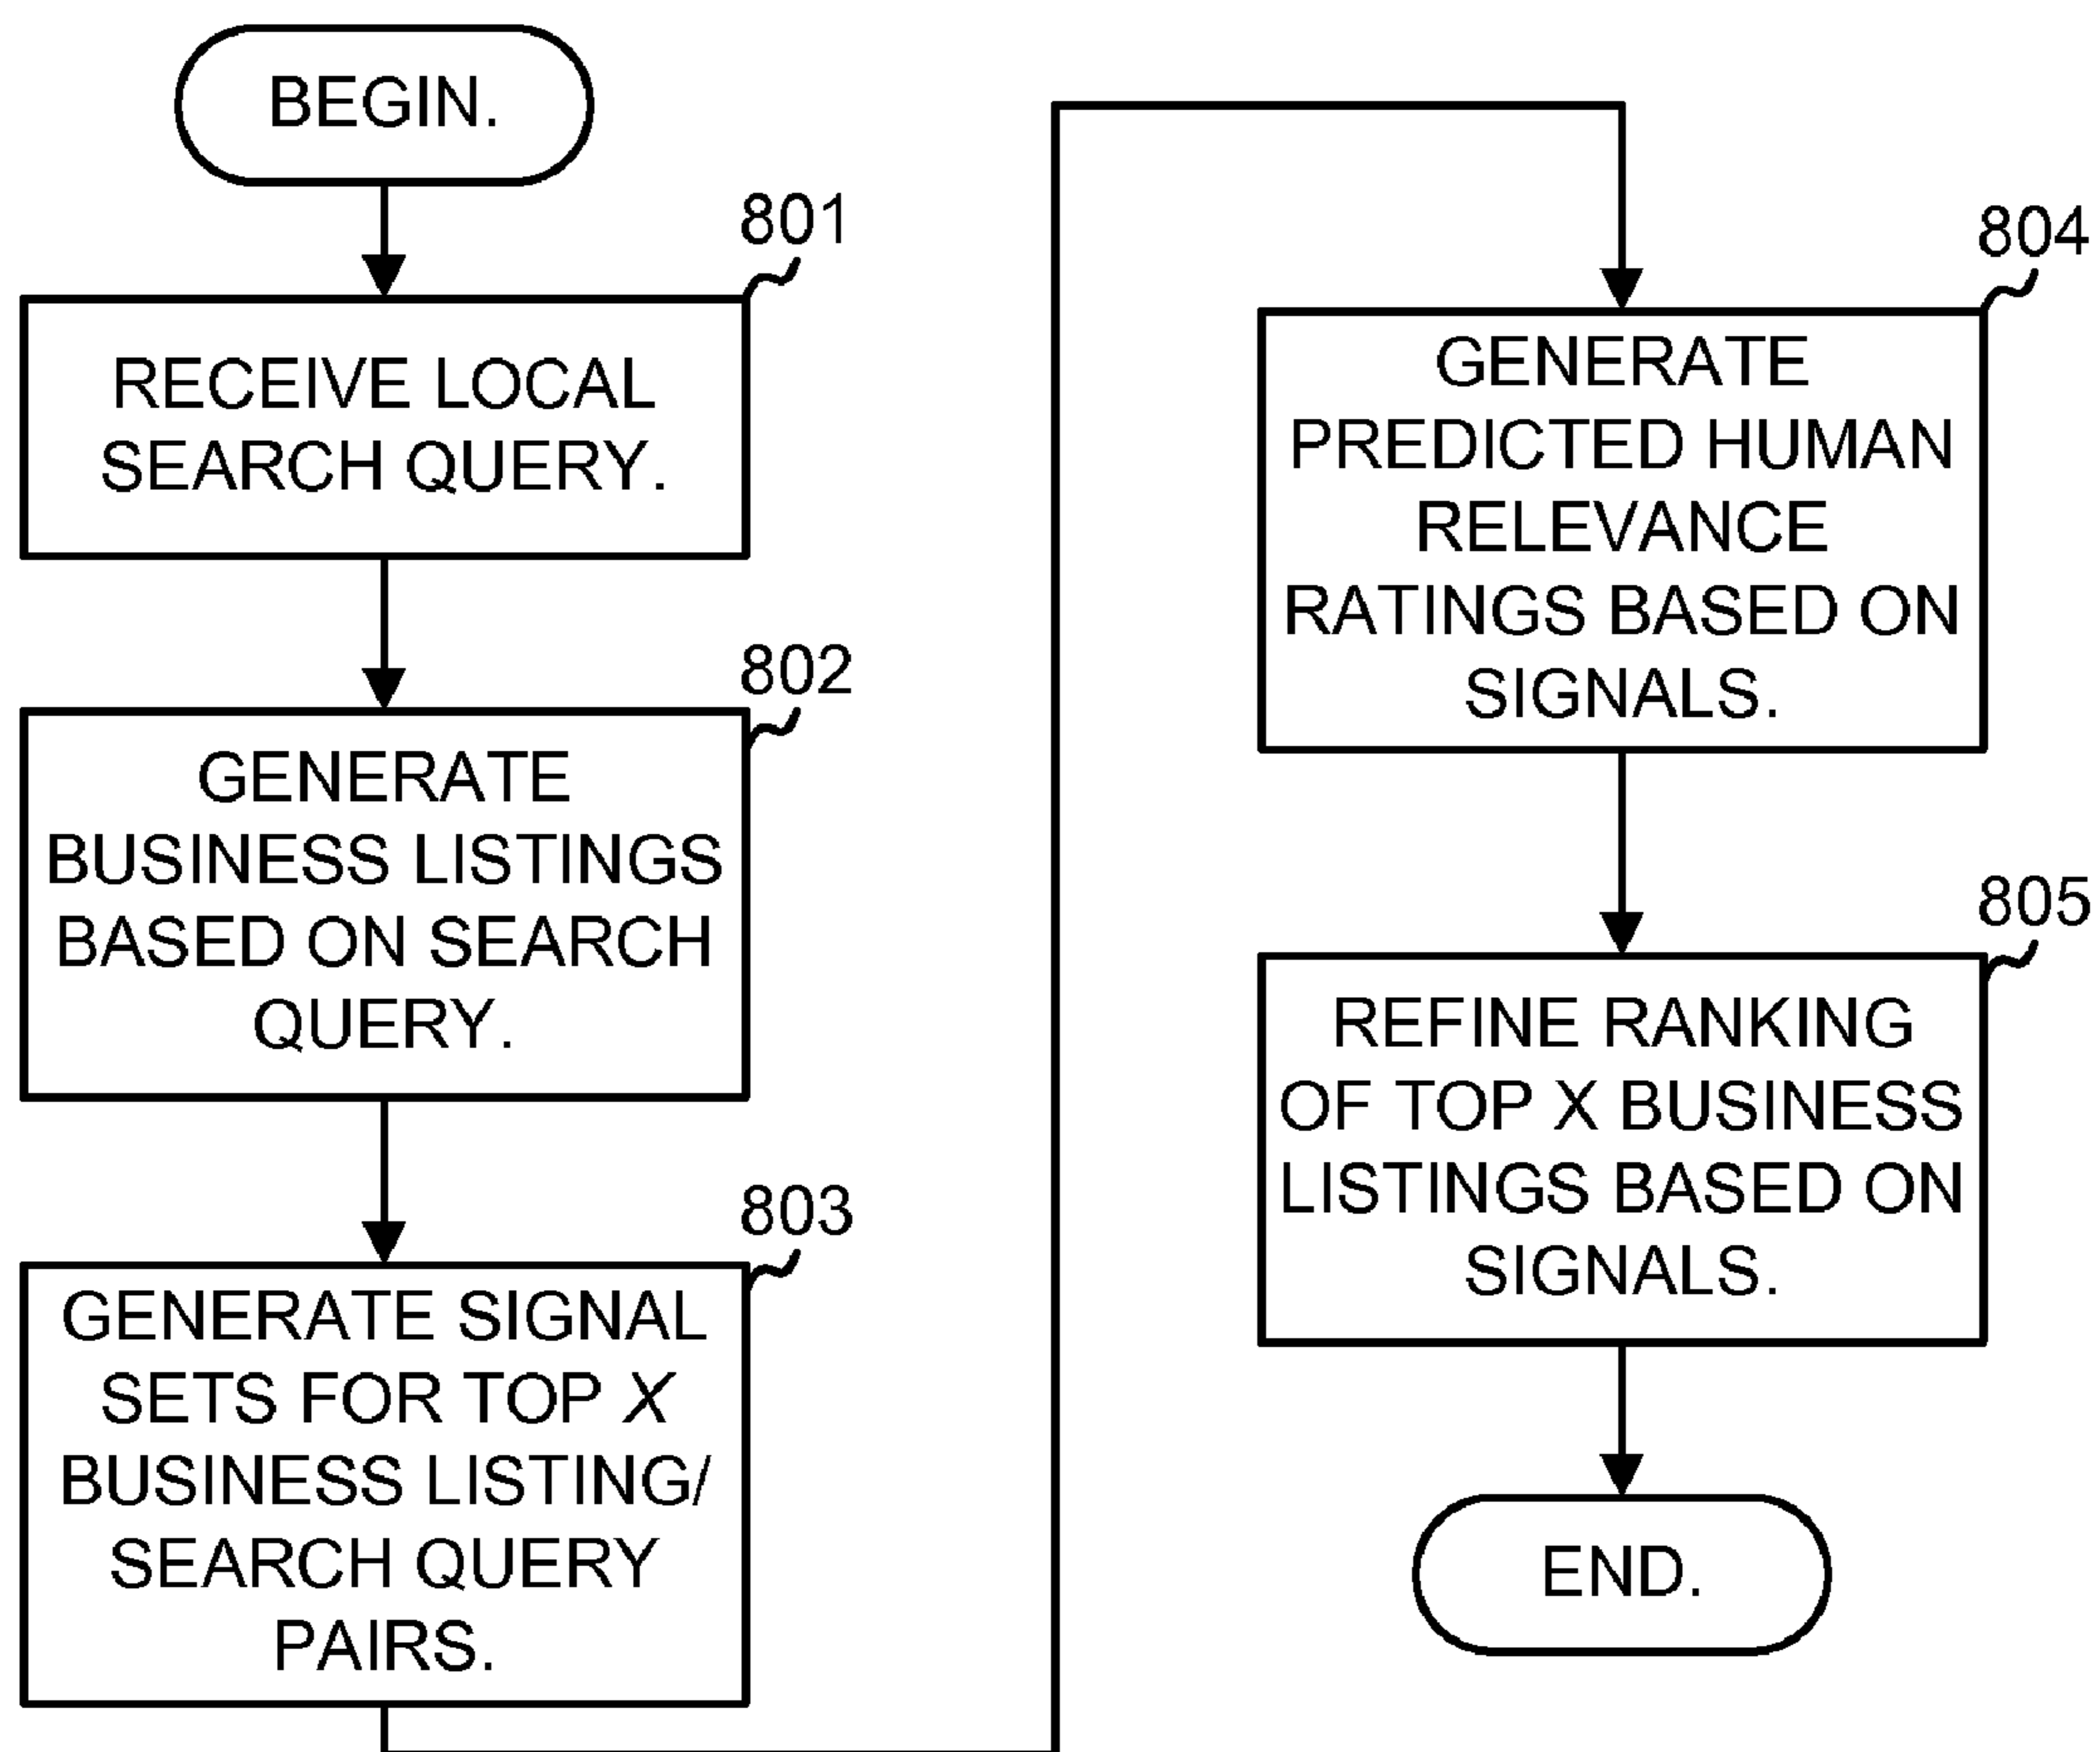 BEGIN.
801
RECEIVE LOCAL
SEARCH QUERY.
802
GENERATE
BUSINESS LISTINGS
BASED ON SEARCH
QUERY.
803
GENERATE SIGNAL
SETS FOR TOP X
BUSINESS LISTING/
SEARCH QUERY
PAIRS.
804
GENERATE
PREDICTED HUMAN
RELEVANCE
RATINGS BASED ON
SIGNALS.
805
REFINE RANKING
OF TOP X BUSINESS
LISTINGS BASED ON
SIGNALS.
END.